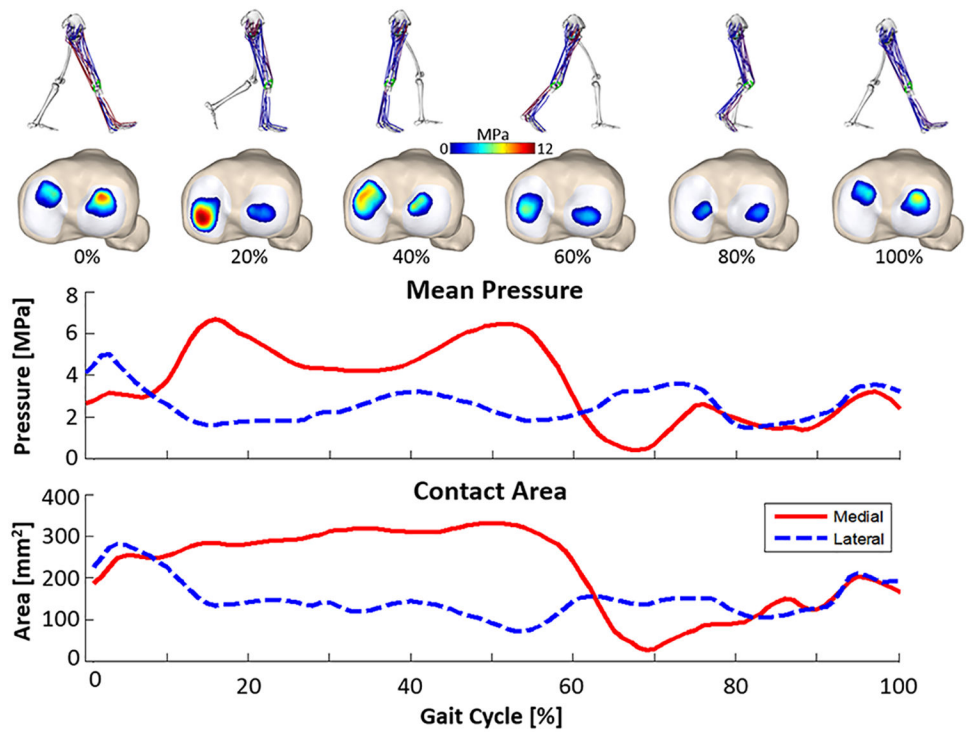 MPa
0 12
0% 20% 40% 60% 80% 100%
Mean Pressure
Pressure [MPa]
8
6
4
2
0
Contact Area
Area [mm²]
400
300
200
100
0
Medial
Lateral
0 20 40 60 80 100
Gait Cycle [%]